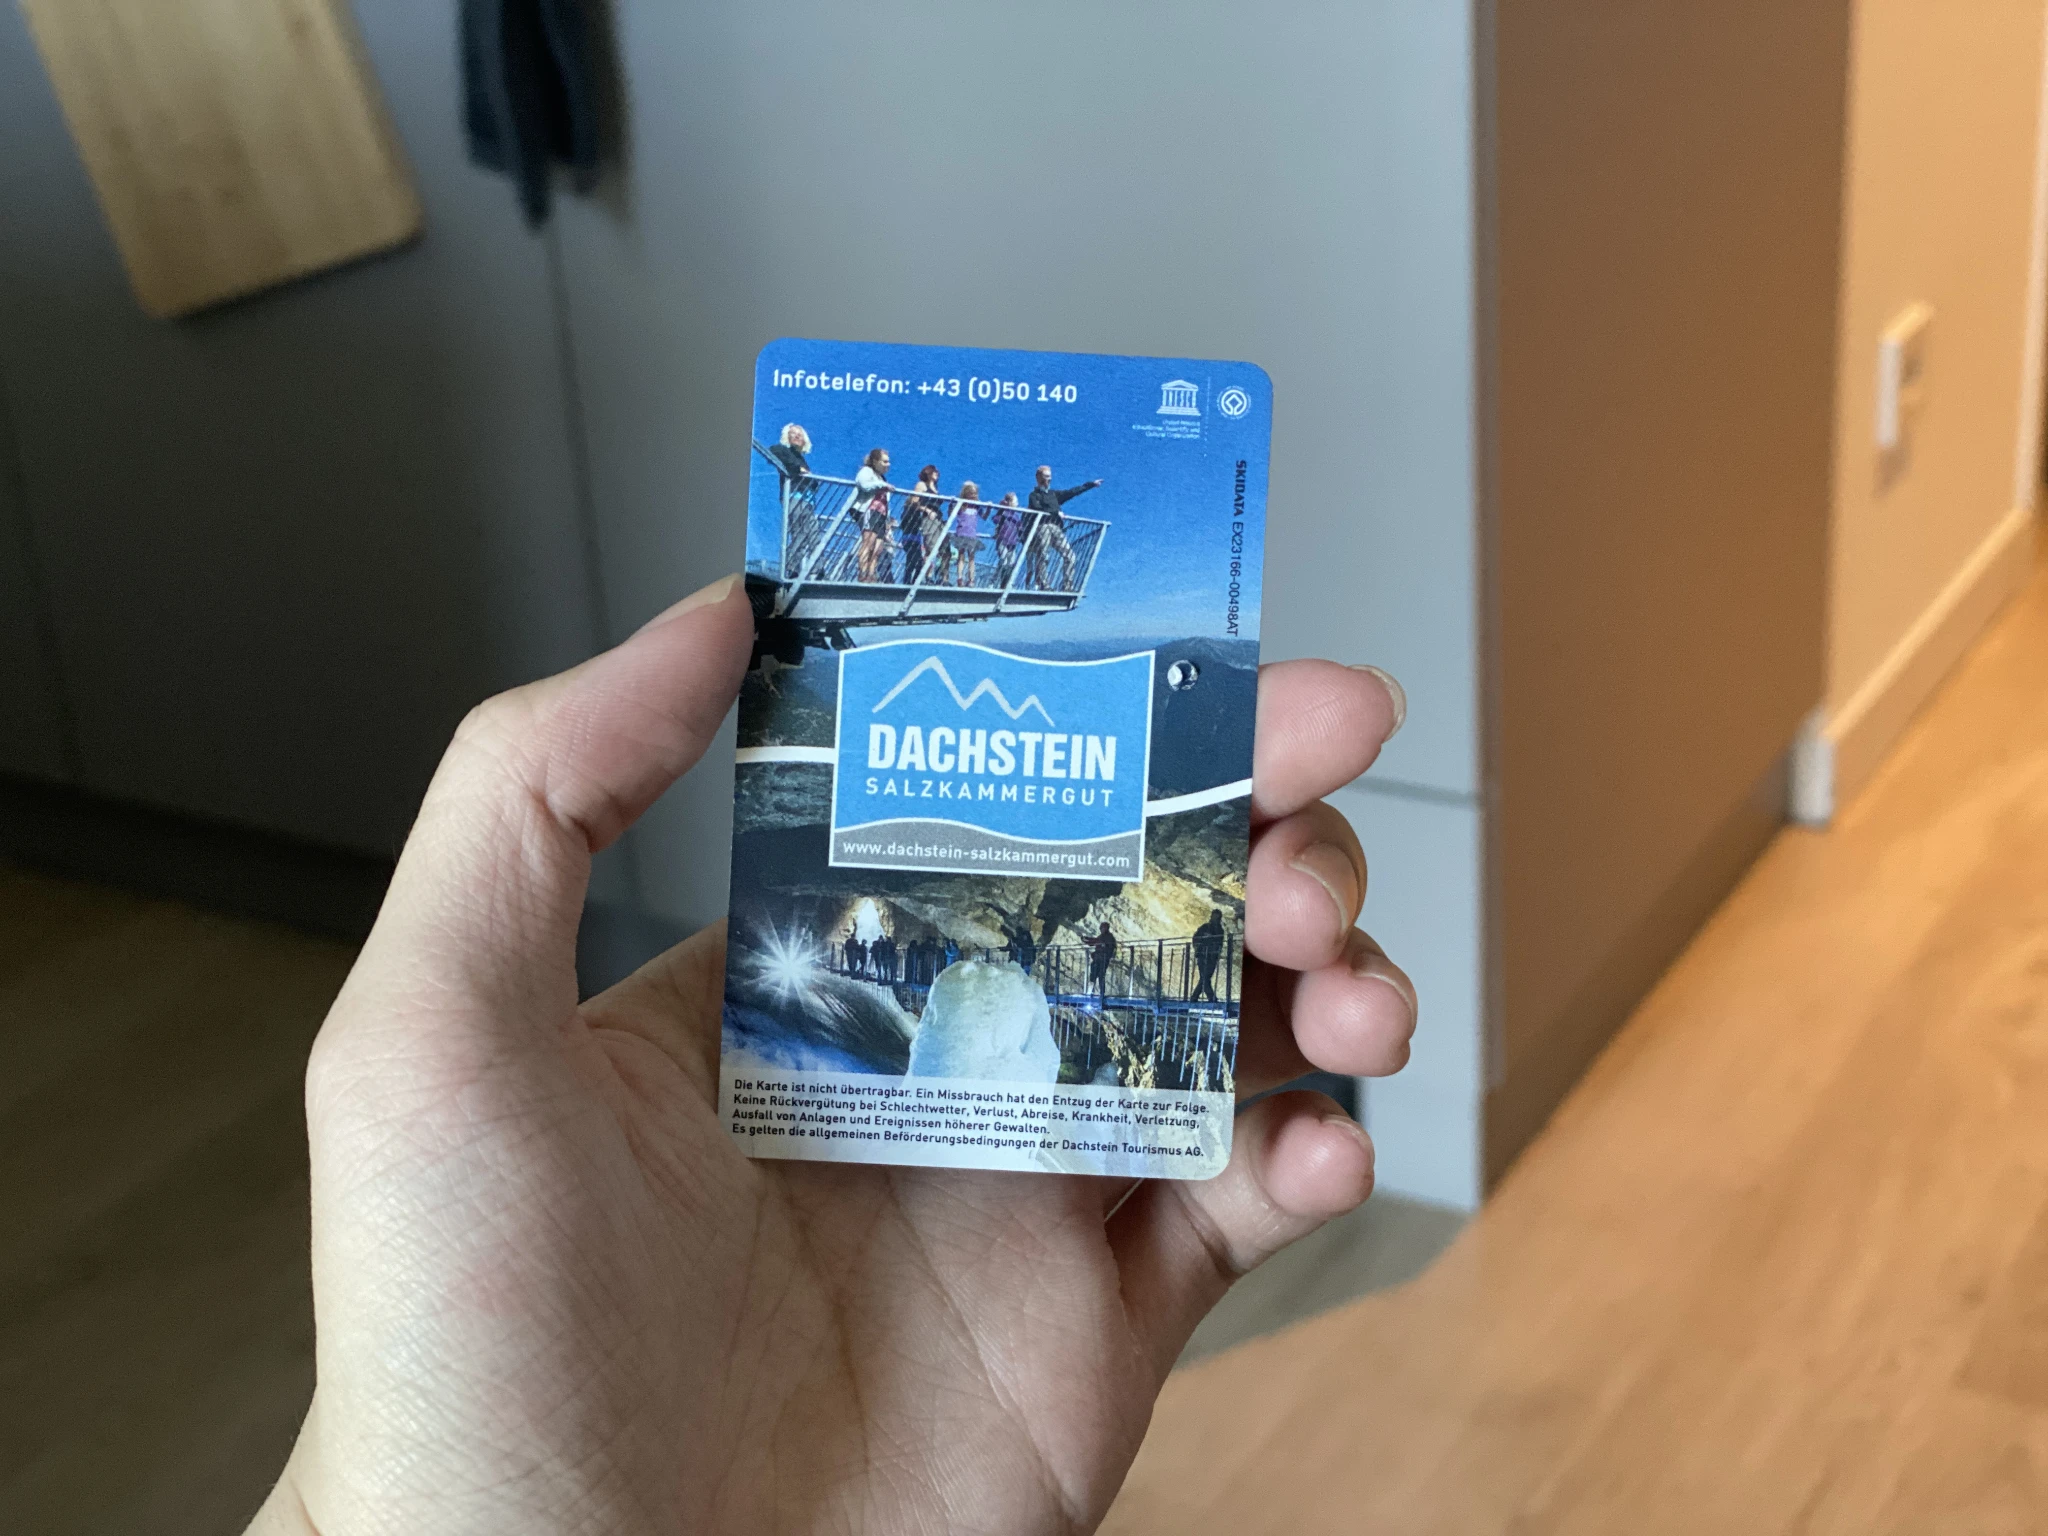 Infotelefon: +43 (0)50 140
SKIDATA EX23166-00498AT
DACHSTEIN
SALZKAMMERGUT
www.dachstein-salzkammergut.com
Die Karte ist nicht übertragbar. Ein Missbrauch hat den Entzug der Karte zur Folge.
Keine Rückvergütung bei Schlechtwetter, Verlust, Abreise, Krankheit, Verletzung,
Ausfall von Anlagen und Ereignissen höherer Gewalten.
Es gelten die allgemeinen Beförderungsbedingungen der Dachstein Tourismus AG.